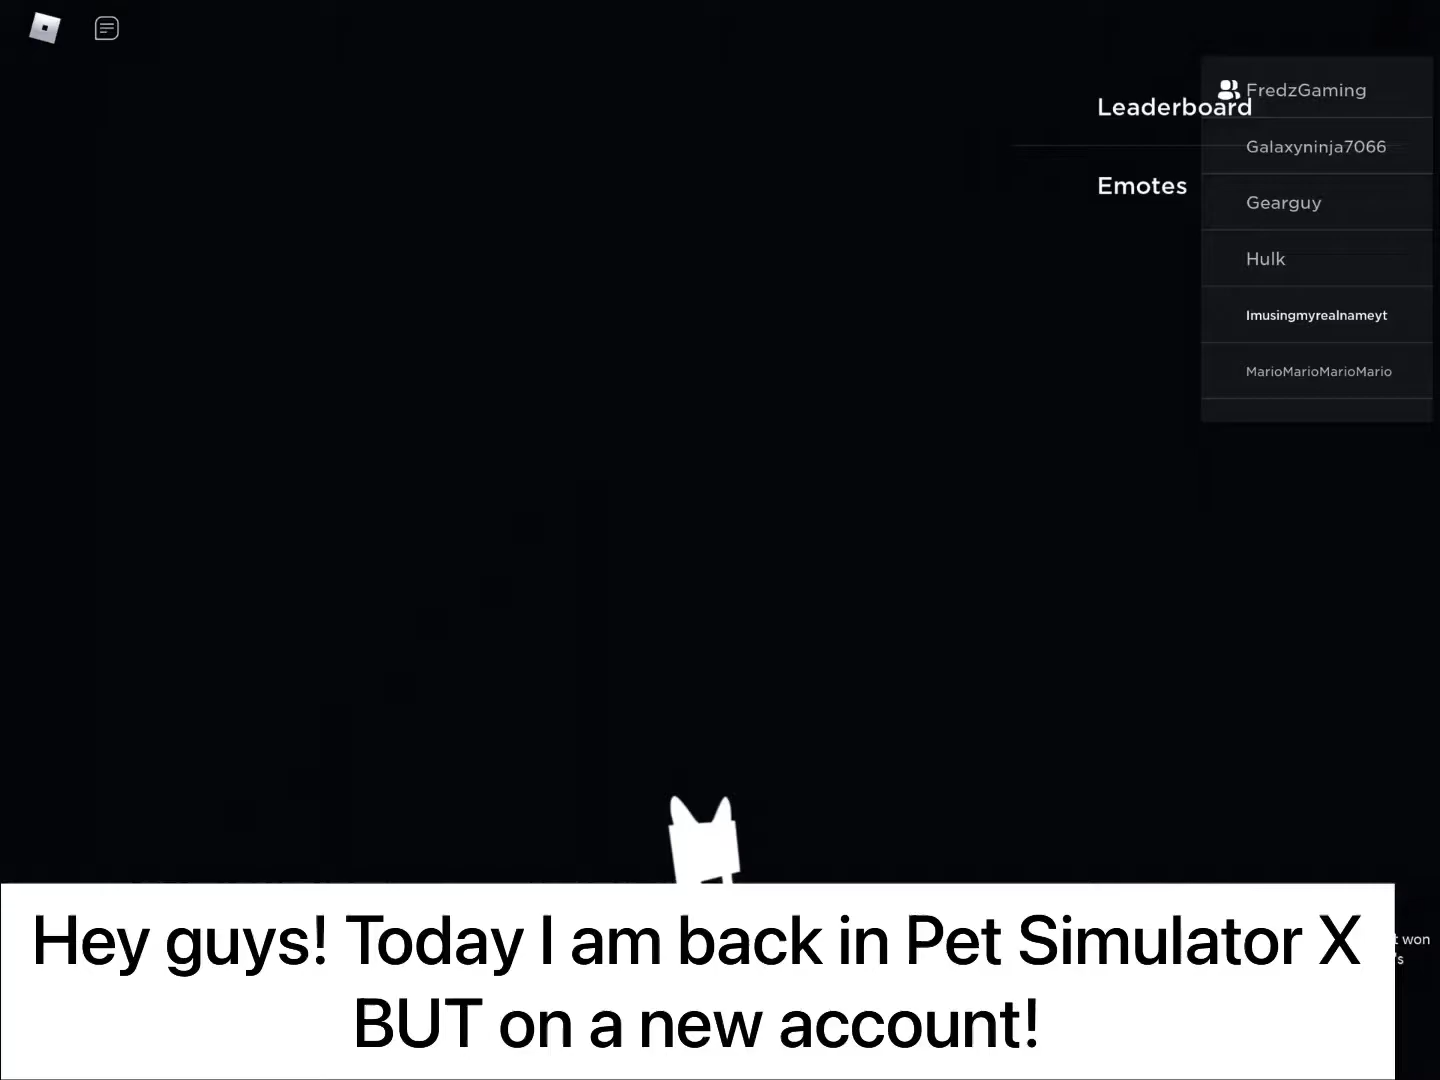 FredzGaming
Leaderboard
Galaxyninja7066
Emotes
Gearguy
Hulk
Imusingmyrealnameyt
MarioMarioMarioMario
Hey guys! Today I am back in Pet Simulator X
BUT on a new account!
won
's